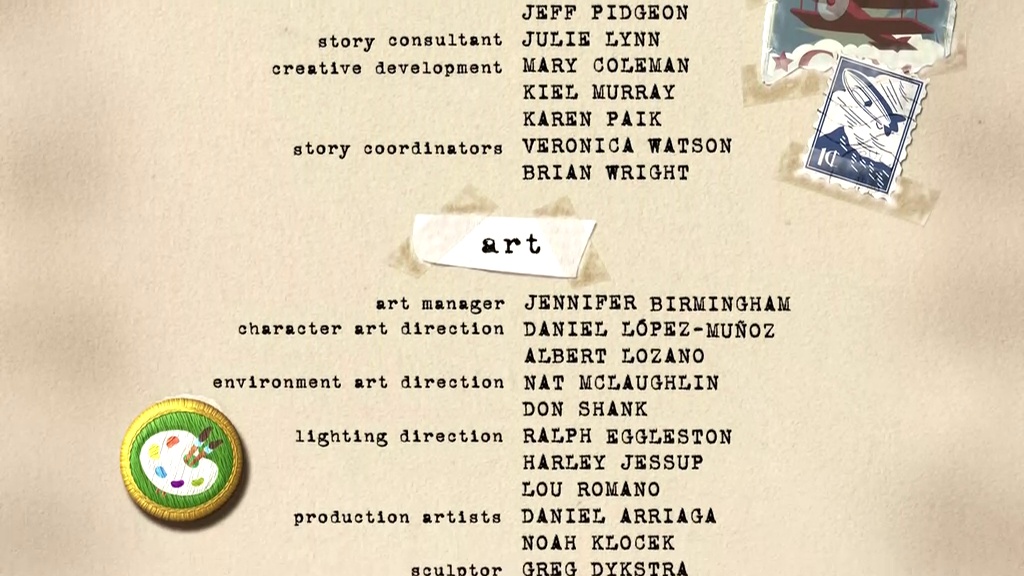 JEFF PIDGEON
story consultant JULIE LYNN
creative development MARY COLEMAN
KIEL MURRAY
KAREN PAIK
story coordinators VERONICA WATSON
BRIAN WRIGHT
1¢
art
art manager JENNIFER BIRMINGHAM
character art direction DANIEL LÓPEZ-MUÑOZ
ALBERT LOZANO
environment art direction NAT MCLAUGHLIN
DON SHANK
lighting direction RALPH EGGLESTON
HARLEY JESSUP
LOU ROMANO
production artists DANIEL ARRIAGA
NOAH KLOCEK
sculptor GREG DYKSTRA